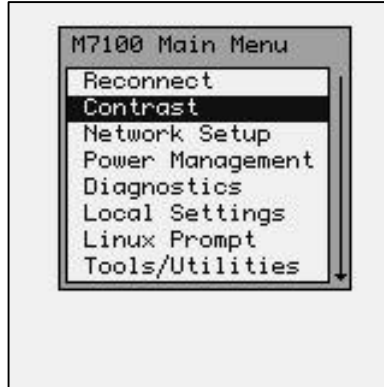 M7100 Main Menu
Reconnect
Contrast
Network Setup
Power Management
Diagnostics
Local Settings
Linux Prompt
Tools/Utilities